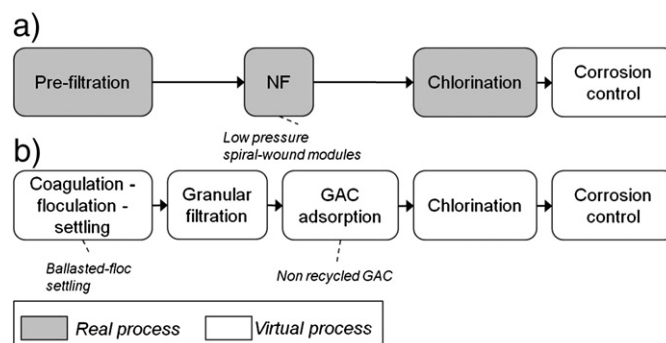 a)
Pre-filtration
NF
Chlorination
Corrosion
control
Low pressure
spiral-wound modules
b)
Coagulation -
floculation -
settling
Granular
filtration
GAC
adsorption
Chlorination
Corrosion
control
Ballasted-floc
settling
Non recycled GAC
Real process
Virtual process